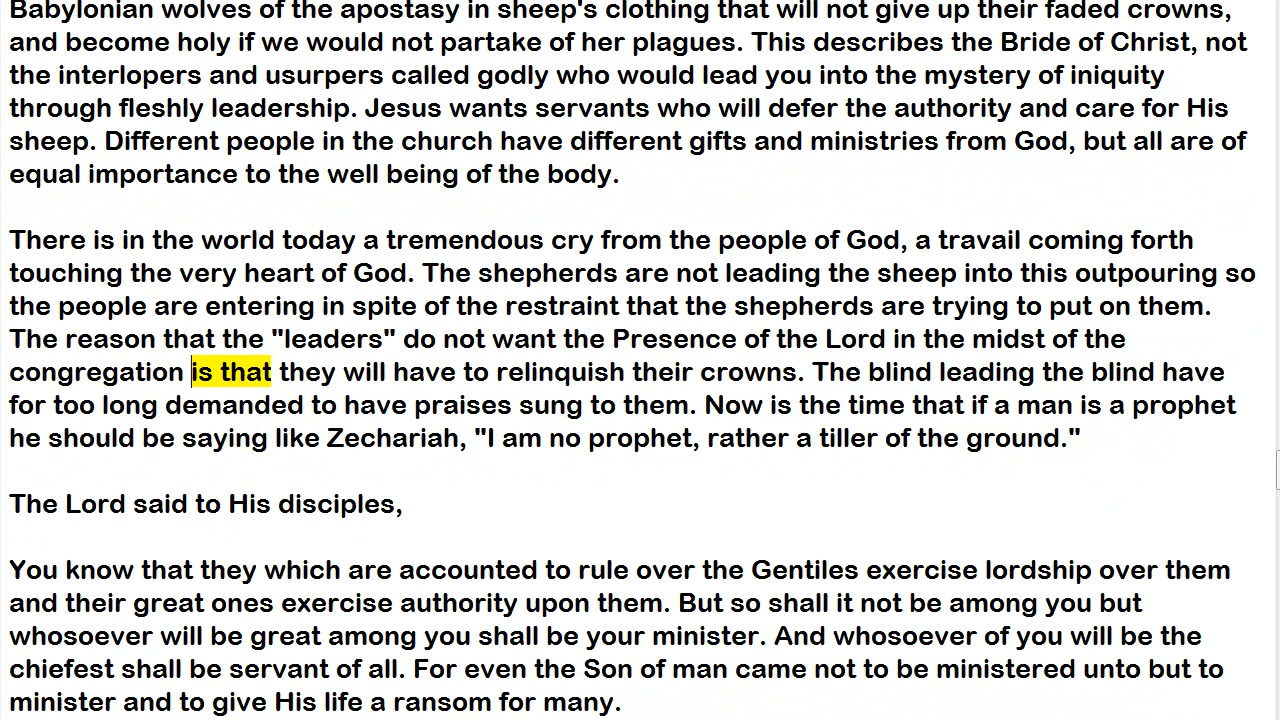 Babylonian wolves of the apostasy in sheep's clothing that will not give up their faded crowns,
and become holy if we would not partake of her plagues. This describes the Bride of Christ, not
the interlopers and usurpers called godly who would lead you into the mystery of iniquity
through fleshly leadership. Jesus wants servants who will defer the authority and care for His
sheep. Different people in the church have different gifts and ministries from God, but all are of
equal importance to the well being of the body.
There is in the world today a tremendous cry from the people of God, a travail coming forth
touching the very heart of God. The shepherds are not leading the sheep into this outpouring so
the people are entering in spite of the restraint that the shepherds are trying to put on them.
The reason that the "leaders" do not want the Presence of the Lord in the midst of the
congregation is that they will have to relinquish their crowns. The blind leading the blind have
for too long demanded to have praises sung to them. Now is the time that if a man is a prophet
he should be saying like Zechariah, "I am no prophet, rather a tiller of the ground."
The Lord said to His disciples,
You know that they which are accounted to rule over the Gentiles exercise lordship over them
and their great ones exercise authority upon them. But so shall it not be among you but
whosoever will be great among you shall be your minister. And whosoever of you will be the
chiefest shall be servant of all. For even the Son of man came not to be ministered unto but to
minister and to give His life a ransom for many.